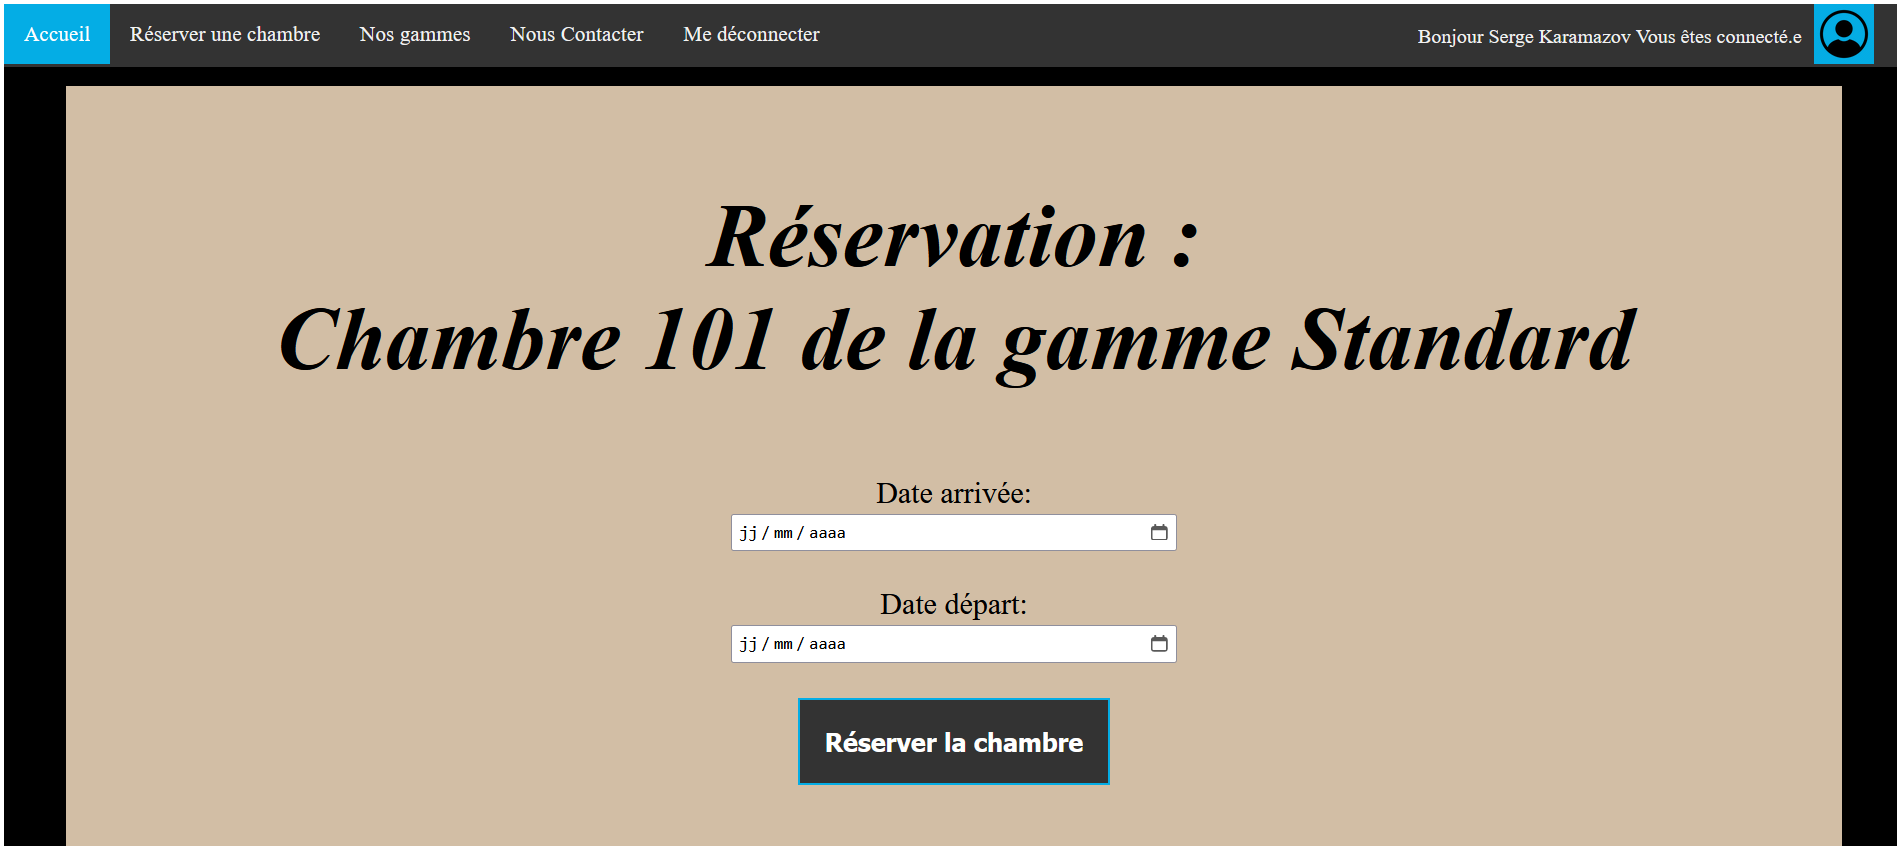 Accueil Réserver une chambre Nos gammes Nous Contacter Me déconnecter Bonjour Serge Karamazov Vous êtes connecté.e
Réservation :
Chambre 101 de la gamme Standard
Date arrivée:
jj/mm/aaaa
Date départ:
jj/mm/aaaa
Réserver la chambre